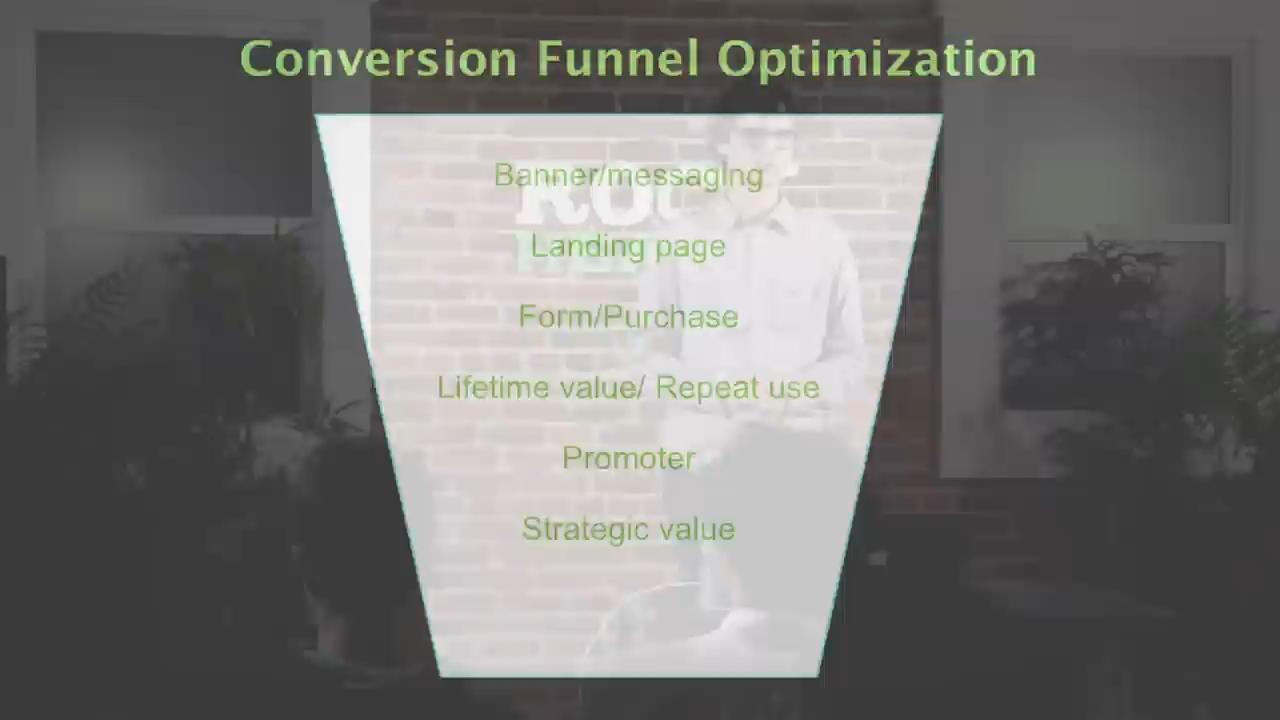 Conversion Funnel Optimization
Banner/messaging
Landing page
Form/Purchase
Lifetime value/ Repeat use
Promoter
Strategic value